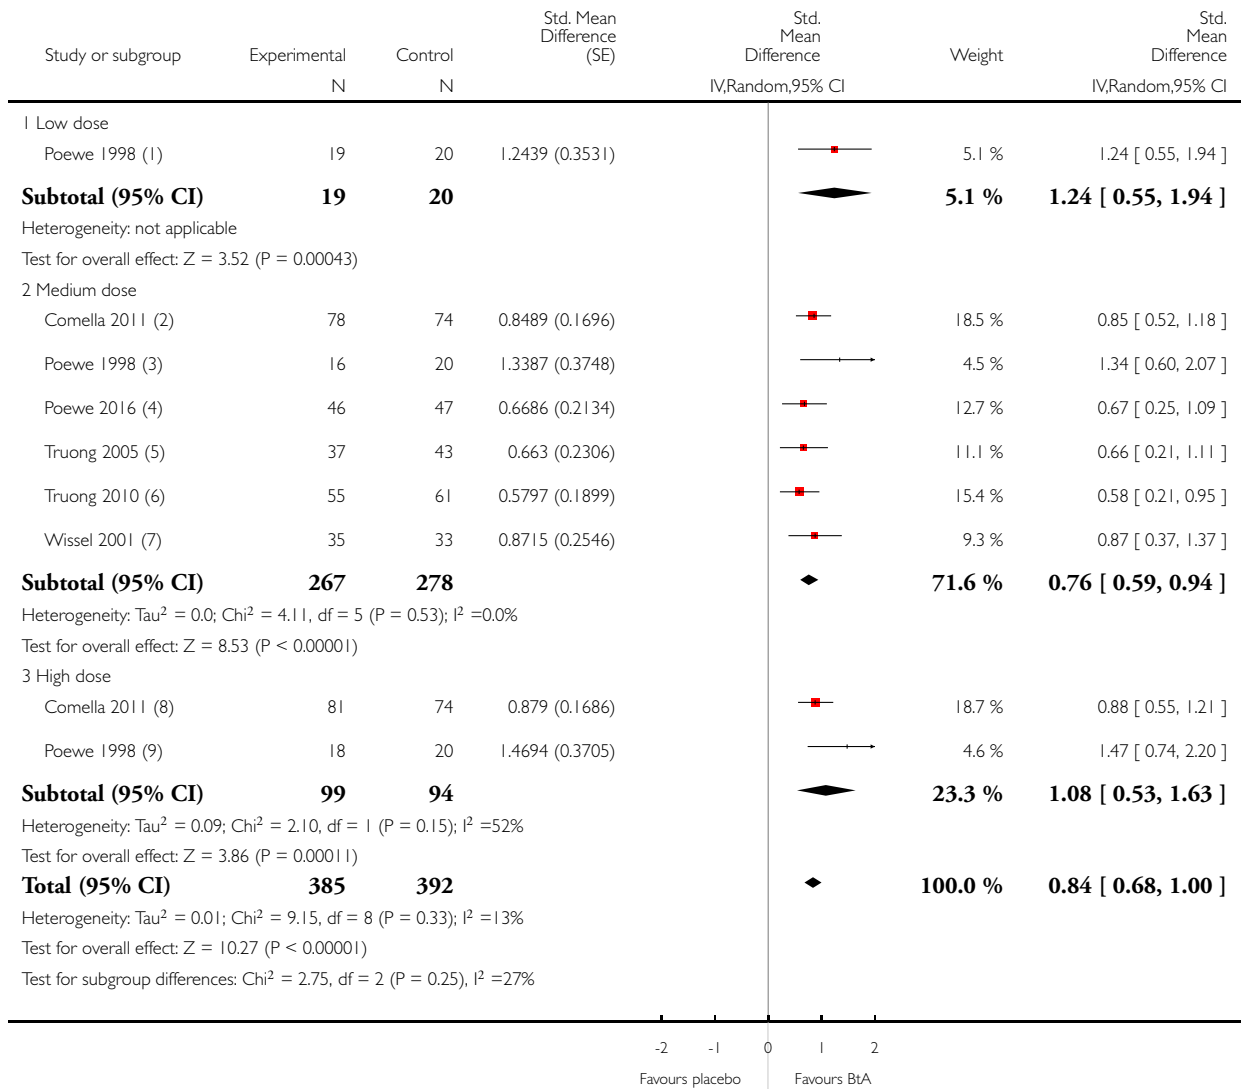 Study or subgroup Experimental Control Std. Mean Difference (SE) Std. Mean Difference Weight Std. Mean Difference
N N IV,Random,95% CI IV,Random,95% CI
1 Low dose
Poewe 1998 (1) 19 20 1.2439 (0.3531) 5.1 % 1.24 [ 0.55, 1.94 ]
Subtotal (95% CI) 19 20 5.1 % 1.24 [ 0.55, 1.94 ]
Heterogeneity: not applicable
Test for overall effect: Z = 3.52 (P = 0.00043)
2 Medium dose
Comella 2011 (2) 78 74 0.8489 (0.1696) 18.5 % 0.85 [ 0.52, 1.18 ]
Poewe 1998 (3) 16 20 1.3387 (0.3748) 4.5 % 1.34 [ 0.60, 2.07 ]
Poewe 2016 (4) 46 47 0.6686 (0.2134) 12.7 % 0.67 [ 0.25, 1.09 ]
Truong 2005 (5) 37 43 0.663 (0.2306) 11.1 % 0.66 [ 0.21, 1.11 ]
Truong 2010 (6) 55 61 0.5797 (0.1899) 15.4 % 0.58 [ 0.21, 0.95 ]
Wissel 2001 (7) 35 33 0.8715 (0.2546) 9.3 % 0.87 [ 0.37, 1.37 ]
Subtotal (95% CI) 267 278 71.6 % 0.76 [ 0.59, 0.94 ]
Heterogeneity: Tau² = 0.0; Chi² = 4.11, df = 5 (P = 0.53); I² =0.0%
Test for overall effect: Z = 8.53 (P < 0.00001)
3 High dose
Comella 2011 (8) 81 74 0.879 (0.1686) 18.7 % 0.88 [ 0.55, 1.21 ]
Poewe 1998 (9) 18 20 1.4694 (0.3705) 4.6 % 1.47 [ 0.74, 2.20 ]
Subtotal (95% CI) 99 94 23.3 % 1.08 [ 0.53, 1.63 ]
Heterogeneity: Tau² = 0.09; Chi² = 2.10, df = 1 (P = 0.15); I² =52%
Test for overall effect: Z = 3.86 (P = 0.00011)
Total (95% CI) 385 392 100.0 % 0.84 [ 0.68, 1.00 ]
Heterogeneity: Tau² = 0.01; Chi² = 9.15, df = 8 (P = 0.33); I² =13%
Test for overall effect: Z = 10.27 (P < 0.00001)
Test for subgroup differences: Chi² = 2.75, df = 2 (P = 0.25), I² =27%
-2 -1 0 1 2
Favours placebo Favours BtA